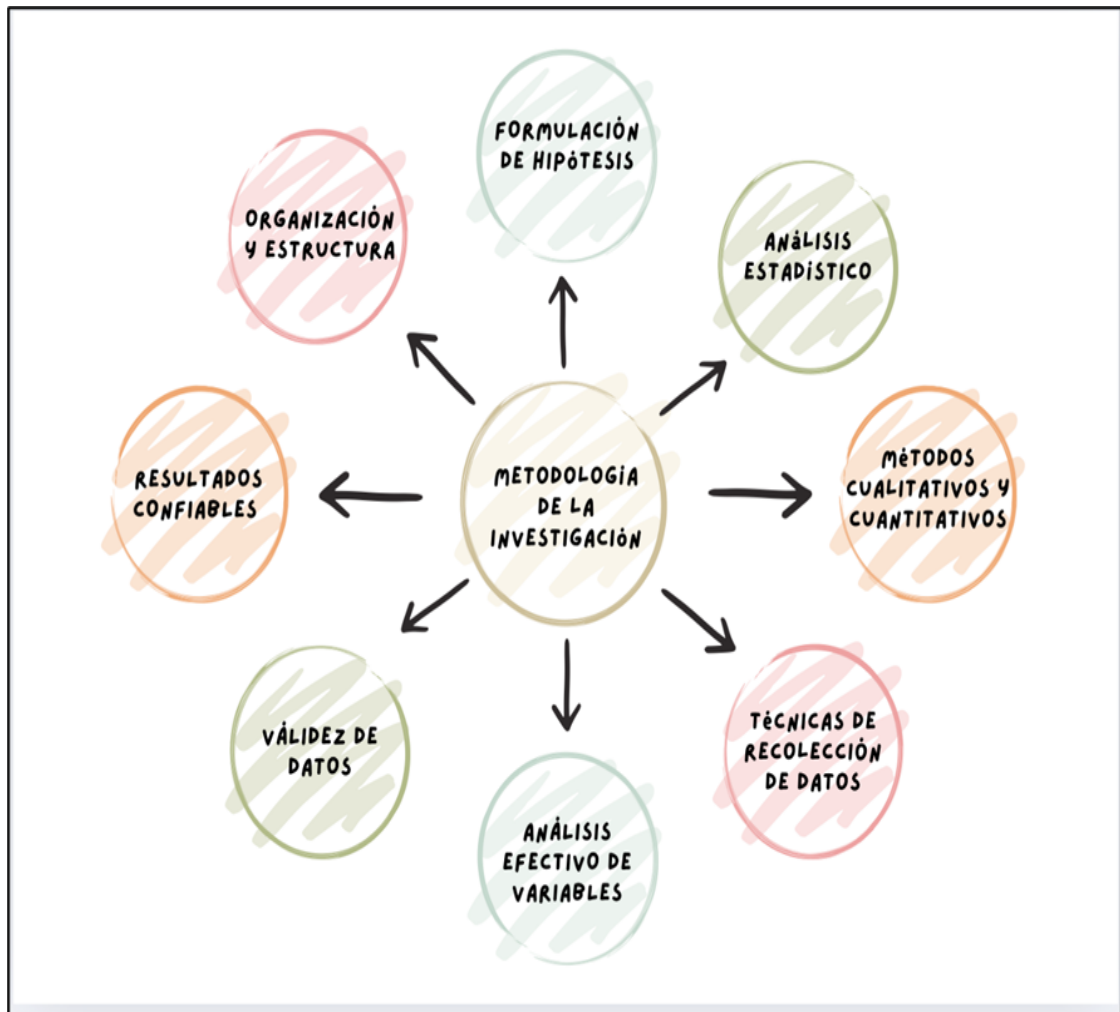 FORMULACIÓN
DE HIPÓTESIS
ORGANIZACIÓN
Y ESTRUCTURA
ANÁLISIS
ESTADÍSTICO
RESULTADOS
CONFIABLES
METODOLOGÍA
DE LA
INVESTIGACIÓN
MÉTODOS
CUALITATIVOS Y
CUANTITATIVOS
VÁLIDEZ DE
DATOS
TÉCNICAS DE
RECOLECCIÓN
DE DATOS
ANÁLISIS
EFECTIVO DE
VARIABLES